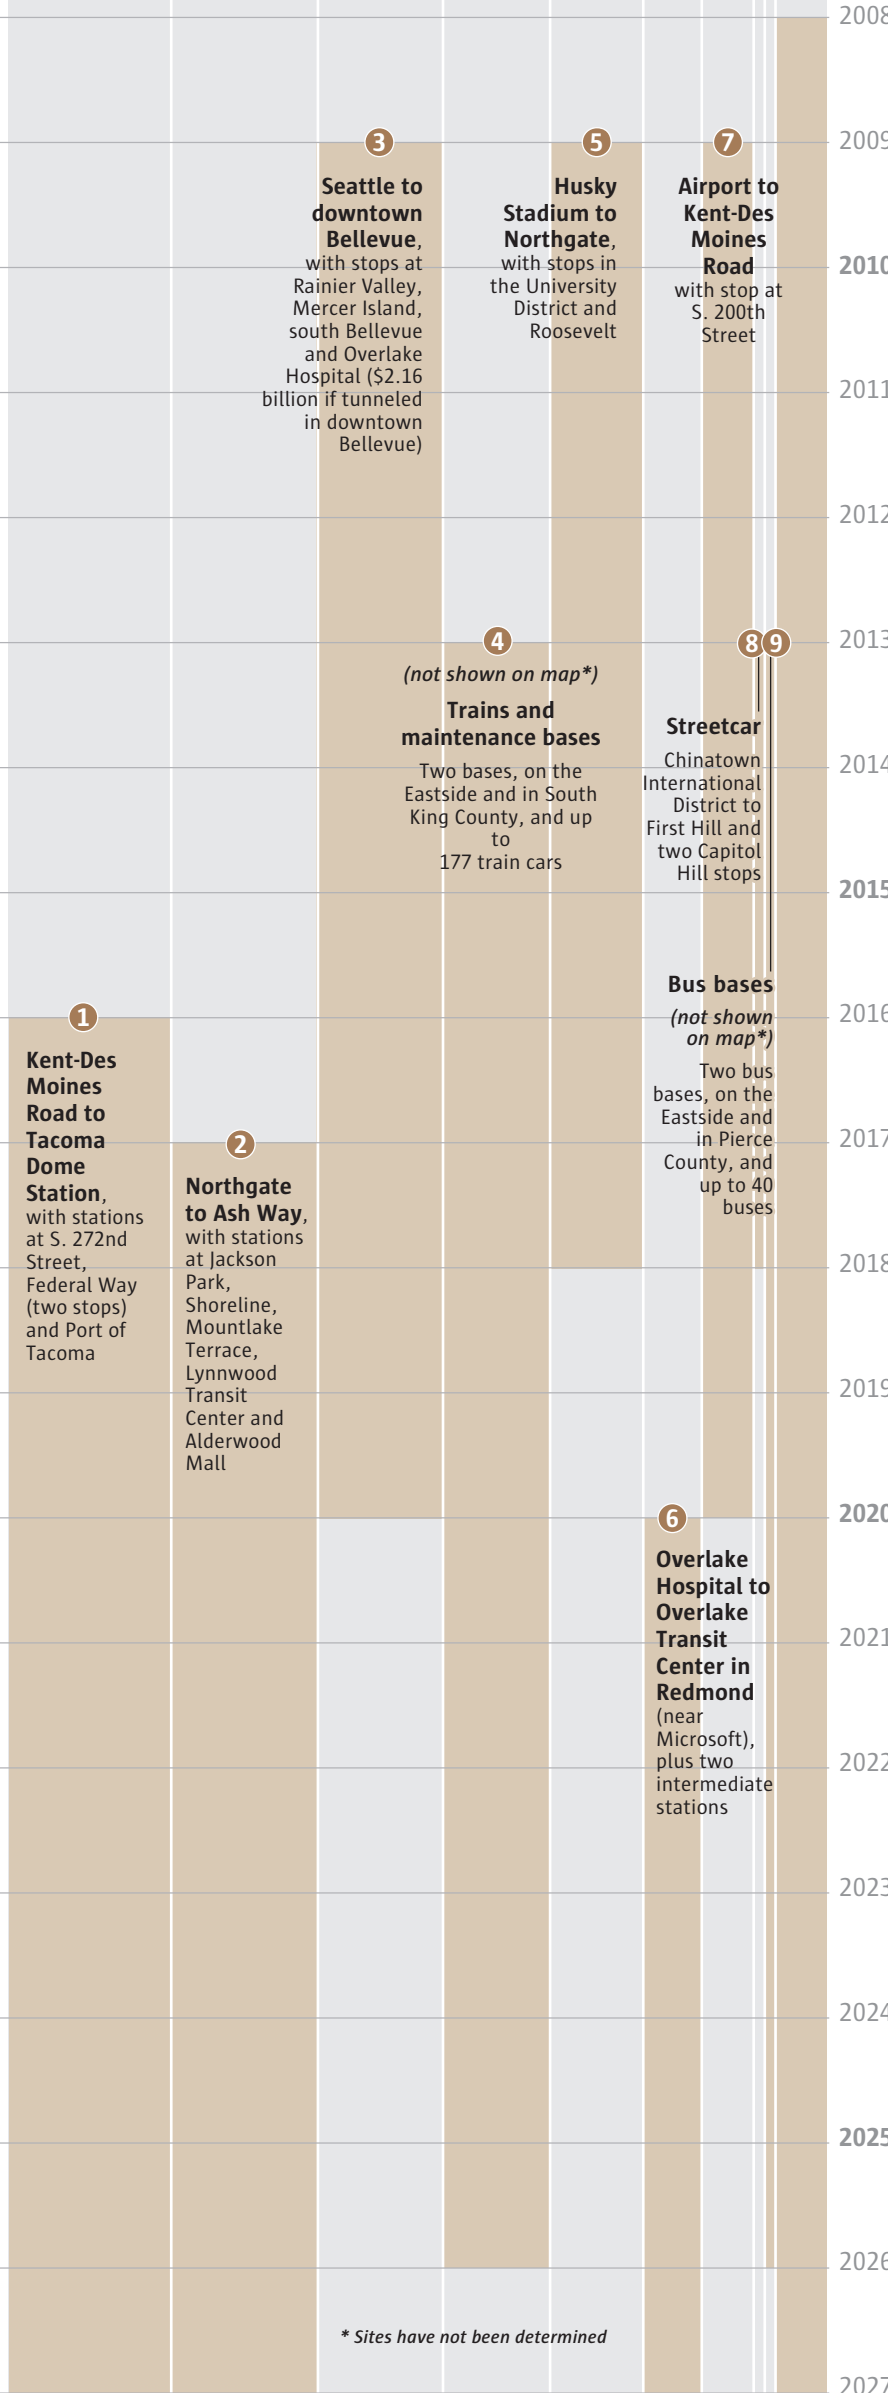 2008
2009
3
Seattle to
downtown
Bellevue,
with stops at
Rainier Valley,
Mercer Island,
south Bellevue
and Overlake
Hospital ($2.16
billion if tunneled
in downtown
Bellevue)
5
Husky
Stadium to
Northgate,
with stops in
the University
District and
Roosevelt
7
Airport to
Kent-Des
Moines
Road
with stop at
S. 200th
Street
2010
2011
2012
2013
4
(not shown on map*)
Trains and
maintenance bases
Two bases, on the
Eastside and in South
King County, and up
to
177 train cars
8
Streetcar
Chinatown
International
District to
First Hill and
two Capitol
Hill stops
9
Bus bases
(not shown
on map*)
Two bus
bases, on the
Eastside and
in Pierce
County, and
up to 40
buses
2014
2015
2016
1
Kent-Des
Moines
Road to
Tacoma
Dome
Station,
with stations
at S. 272nd
Street,
Federal Way
(two stops)
and Port of
Tacoma
2017
2
Northgate
to Ash Way,
with stations
at Jackson
Park,
Shoreline,
Mountlake
Terrace,
Lynnwood
Transit
Center and
Alderwood
Mall
2018
2019
2020
6
Overlake
Hospital to
Overlake
Transit
Center in
Redmond
(near
Microsoft),
plus two
intermediate
stations
2021
2022
2023
2024
2025
2026
* Sites have not been determined
2027